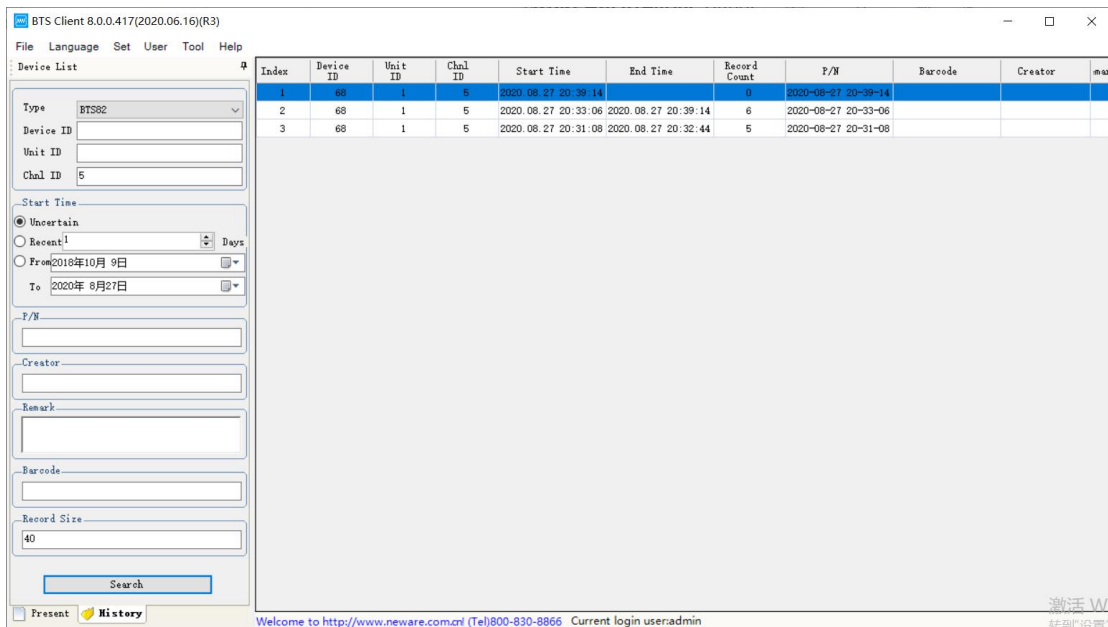 BTS Client 8.0.0.417(2020.06.16)(R3)
File Language Set User Tool Help
Device List
Type BTS82
Device ID
Unit ID
Chnl ID 5
Start Time
Uncertain
Recent 1 Days
From 2018年10月 9日
To 2020年 8月27日
P/N
Creator
Remark
Barcode
Record Size
40
Search
Present History
Index Device ID Unit ID Chnl ID Start Time End Time Record Count P/N Barcode Creator
1 68 1 5 2020.08.27 20:39:14 0 2020-08-27 20-39-14
2 68 1 5 2020.08.27 20:33:06 2020.08.27 20:39:14 6 2020-08-27 20-33-06
3 68 1 5 2020.08.27 20:31:08 2020.08.27 20:32:44 5 2020-08-27 20-31-08
激活 W
转到"设置"
Welcome to http://www.neware.com.cn! (Tel)800-830-8866 Current login user:admin